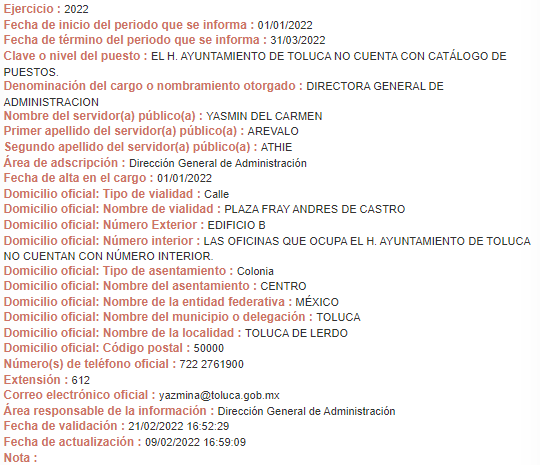 Ejercicio : 2022
Fecha de inicio del periodo que se informa : 01/01/2022
Fecha de término del periodo que se informa : 31/03/2022
Clave o nivel del puesto : EL H. AYUNTAMIENTO DE TOLUCA NO CUENTA CON CATÁLOGO DE
PUESTOS.
Denominación del cargo o nombramiento otorgado : DIRECTORA GENERAL DE
ADMINISTRACION
Nombre del servidor(a) público(a) : YASMIN DEL CARMEN
Primer apellido del servidor(a) público(a) : AREVALO
Segundo apellido del servidor(a) público(a) : ATHIE
Área de adscripción : Dirección General de Administración
Fecha de alta en el cargo : 01/01/2022
Domicilio oficial: Tipo de vialidad : Calle
Domicilio oficial: Nombre de vialidad : PLAZA FRAY ANDRES DE CASTRO
Domicilio oficial: Número Exterior : EDIFICIO B
Domicilio oficial: Número interior : LAS OFICINAS QUE OCUPA EL H. AYUNTAMIENTO DE TOLUCA
NO CUENTAN CON NÚMERO INTERIOR.
Domicilio oficial: Tipo de asentamiento : Colonia
Domicilio oficial: Nombre del asentamiento : CENTRO
Domicilio oficial: Nombre de la entidad federativa : MÉXICO
Domicilio oficial: Nombre del municipio o delegación : TOLUCA
Domicilio oficial: Nombre de la localidad : TOLUCA DE LERDO
Domicilio oficial: Código postal : 50000
Número(s) de teléfono oficial : 722 2761900
Extensión : 612
Correo electrónico oficial : yazmina@toluca.gob.mx
Área responsable de la información : Dirección General de Administración
Fecha de validación : 21/02/2022 16:52:29
Fecha de actualización : 09/02/2022 16:59:09
Nota :